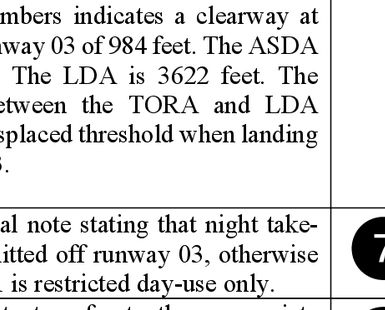 mbers indicates a clearway at
way 03 of 984 feet. The ASDA
The LDA is 3622 feet. The
etween the TORA and LDA
splaced threshold when landing
al note stating that night take-
itted off runway 03, otherwise
is restricted day-use only.
7